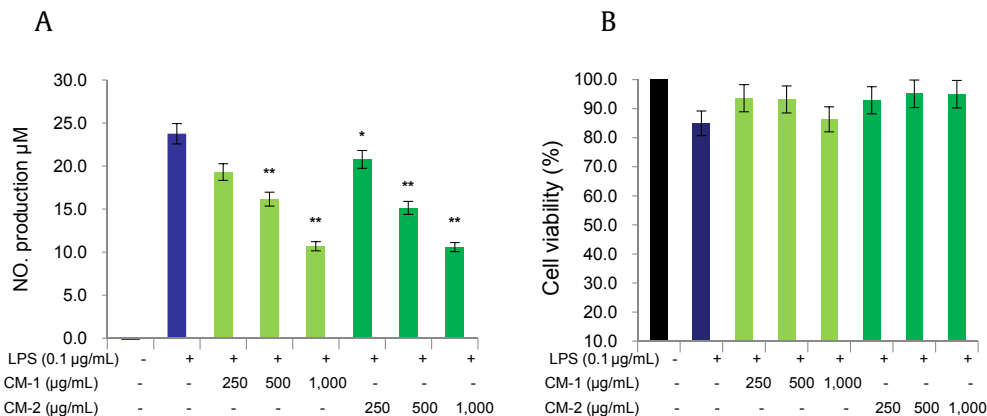 A
NO. production µM
30.0
25.0
20.0
15.0
10.0
5.0
0.0
**
**
*
**
**
LPS (0.1 µg/mL) - + + + + + + +
CM-1 (µg/mL) - - 250 500 1,000 - - -
CM-2 (µg/mL) - - - - - 250 500 1,000
B
Cell viability (%)
100.0
90.0
80.0
70.0
60.0
50.0
40.0
30.0
20.0
10.0
LPS (0.1 µg/mL) - + + + + + + +
CM-1 (µg/mL) - - 250 500 1,000 - - -
CM-2 (µg/mL) - - - - - 250 500 1,000